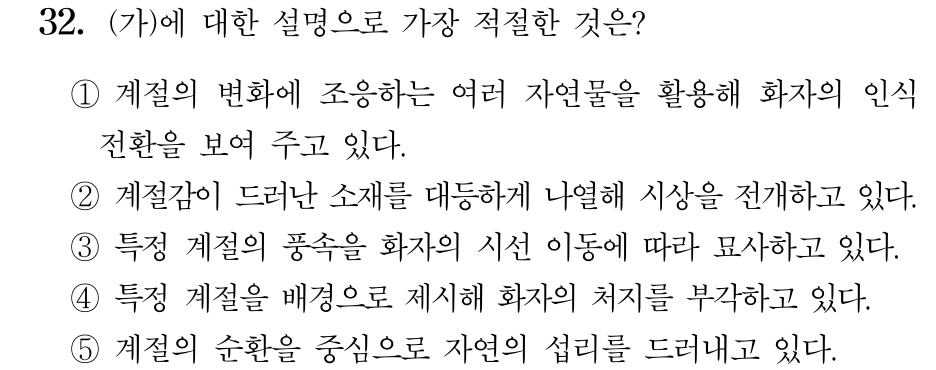 32. (가)에 대한 설명으로 가장 적절한 것은?
① 계절의 변화에 조응하는 여러 자연물을 활용해 화자의 인식
전환을 보여 주고 있다.
② 계절감이 드러난 소재를 대등하게 나열해 시상을 전개하고 있다.
③ 특정 계절의 풍속을 화자의 시선 이동에 따라 묘사하고 있다.
④ 특정 계절을 배경으로 제시해 화자의 처지를 부각하고 있다.
⑤ 계절의 순환을 중심으로 자연의 섭리를 드러내고 있다.